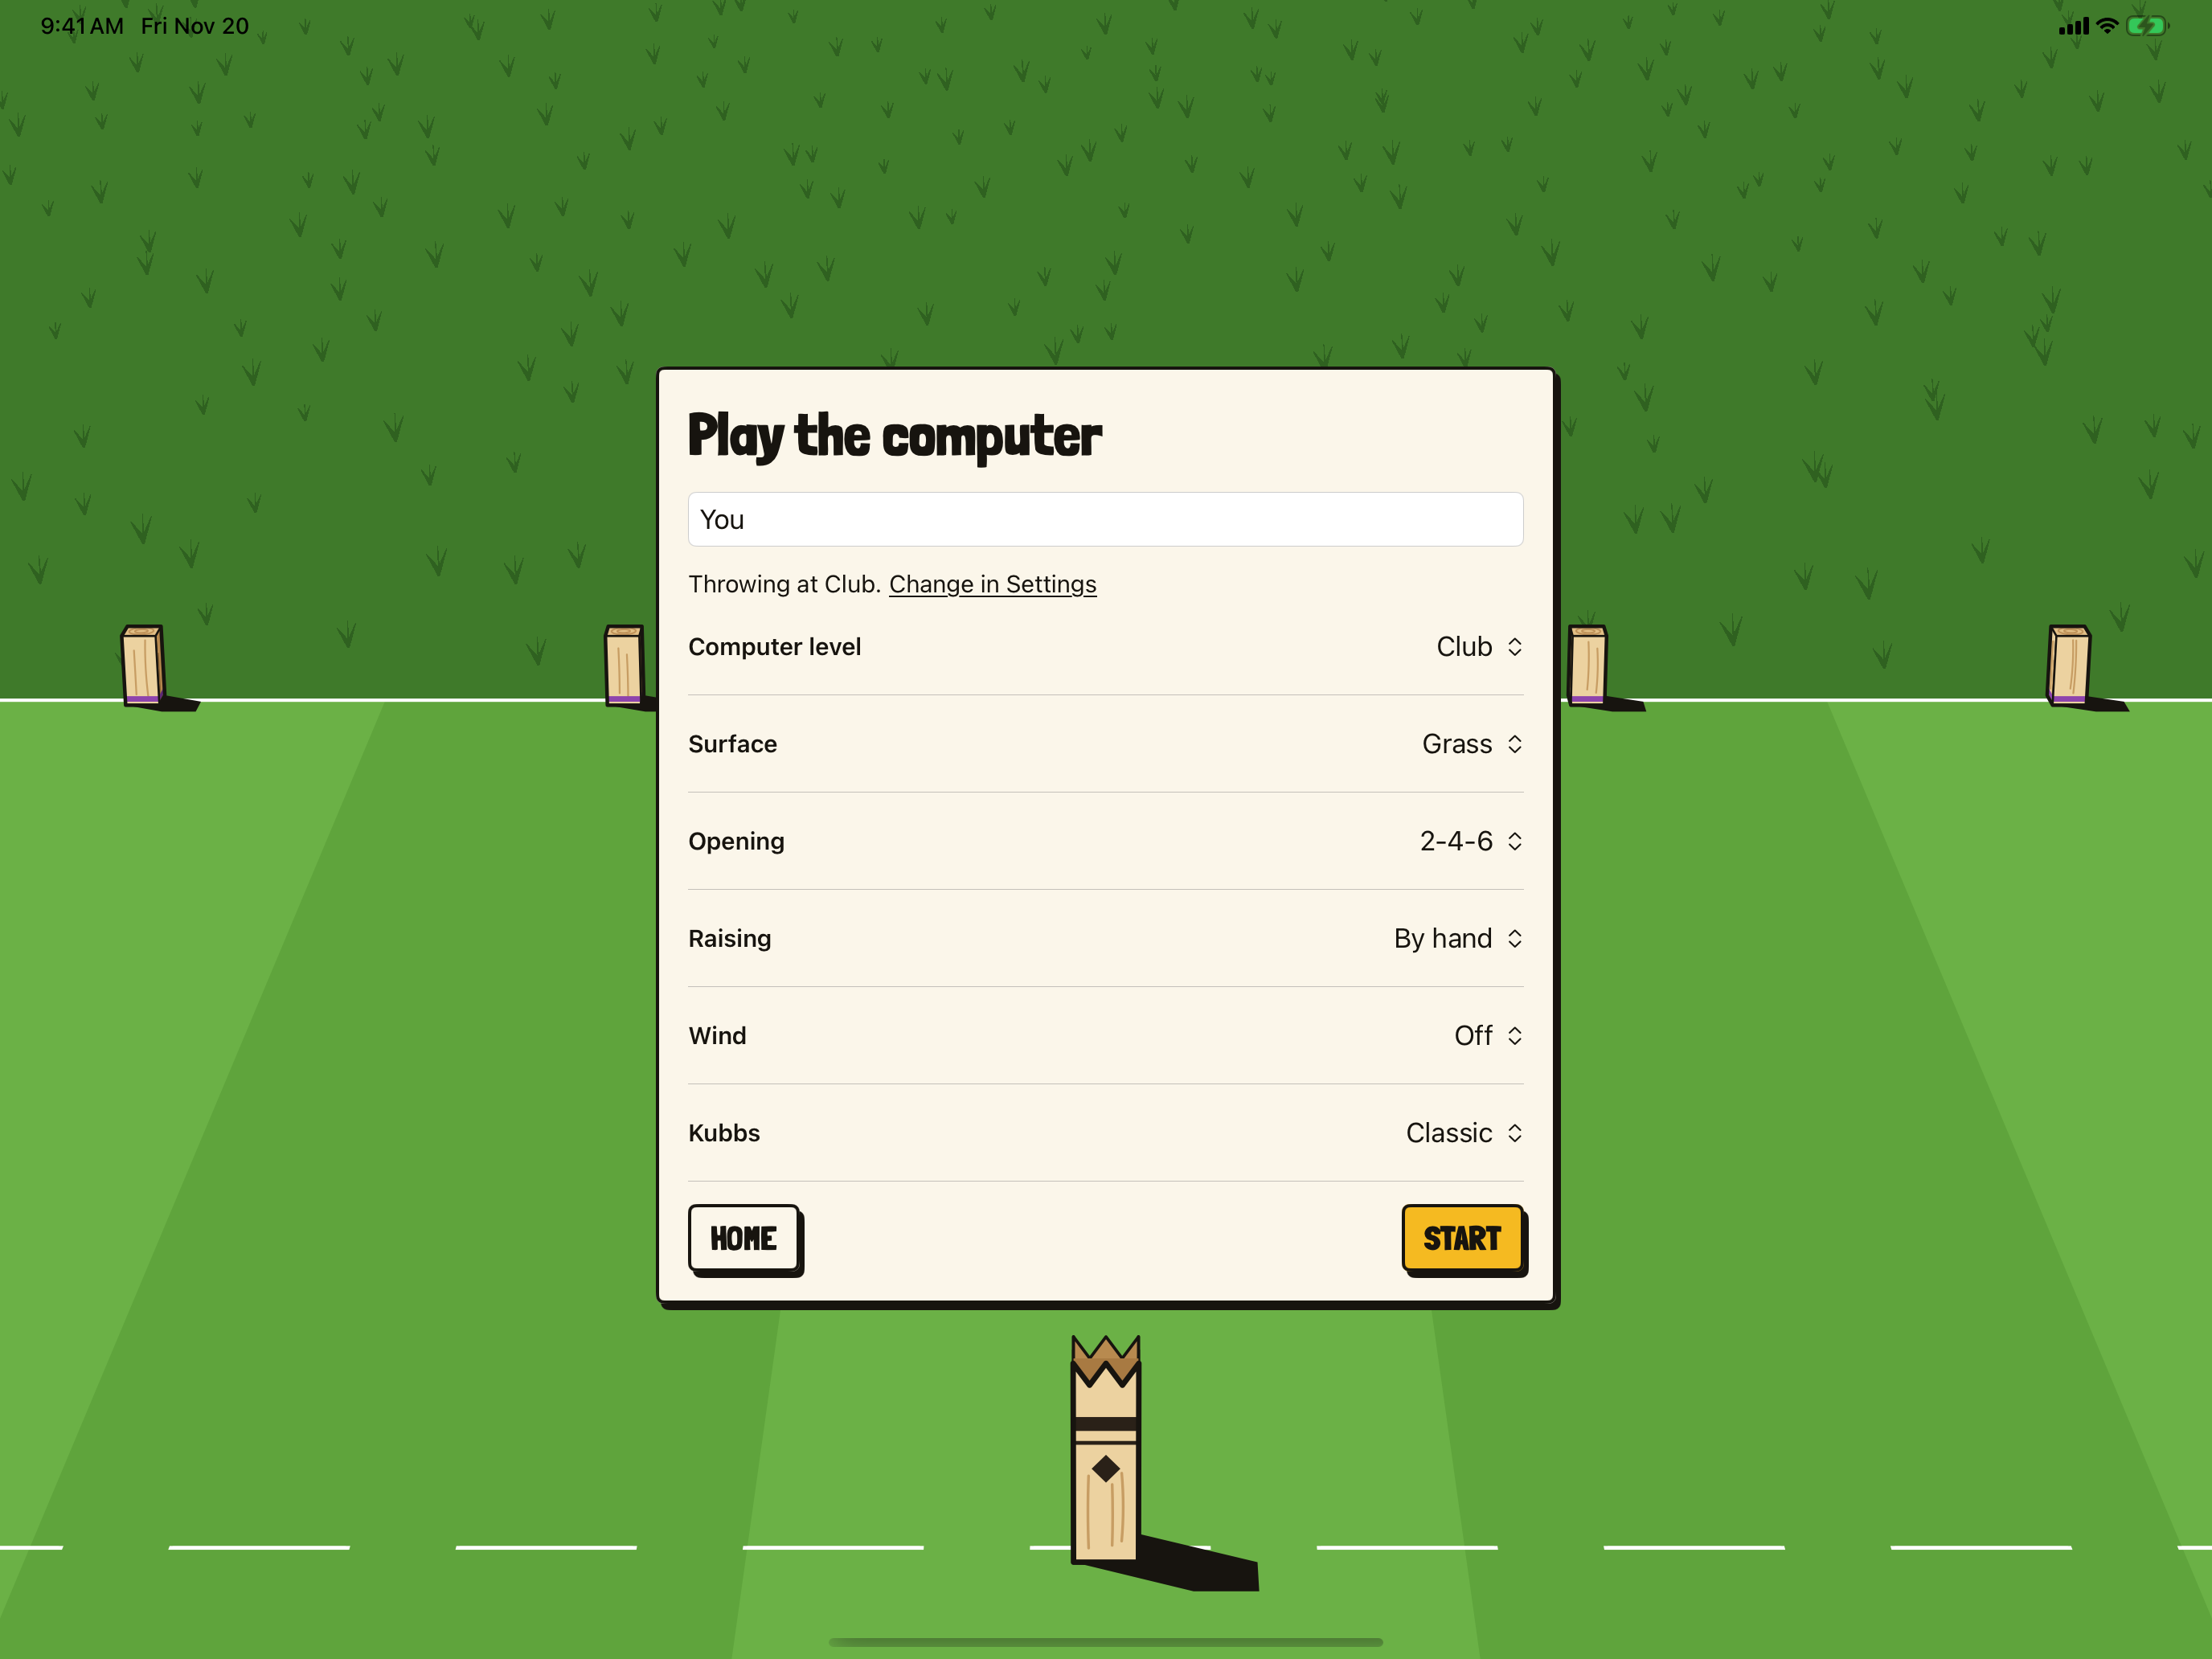 9:41 AM Fri Nov 20
Play the computer
You
Throwing at Club. Change in Settings
Computer level Club
Surface Grass
Opening 2-4-6
Raising By hand
Wind Off
Kubbs Classic
HOME START